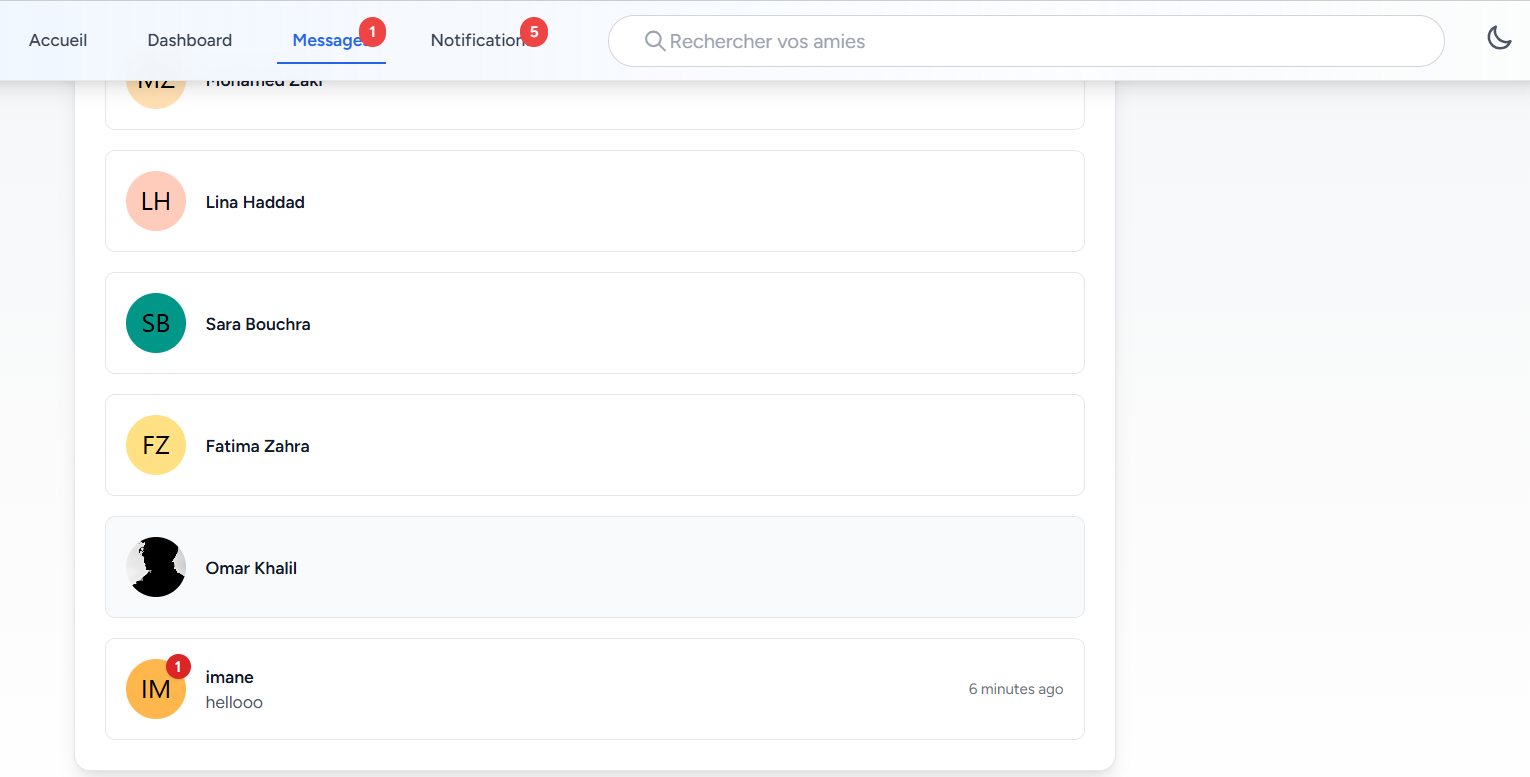 Accueil
Dashboard
Message
1
Notification
5
Rechercher vos amies
MZ
Mohamed Zaki
LH
Lina Haddad
SB
Sara Bouchra
FZ
Fatima Zahra
Omar Khalil
1
IM
imane
hellooo
6 minutes ago